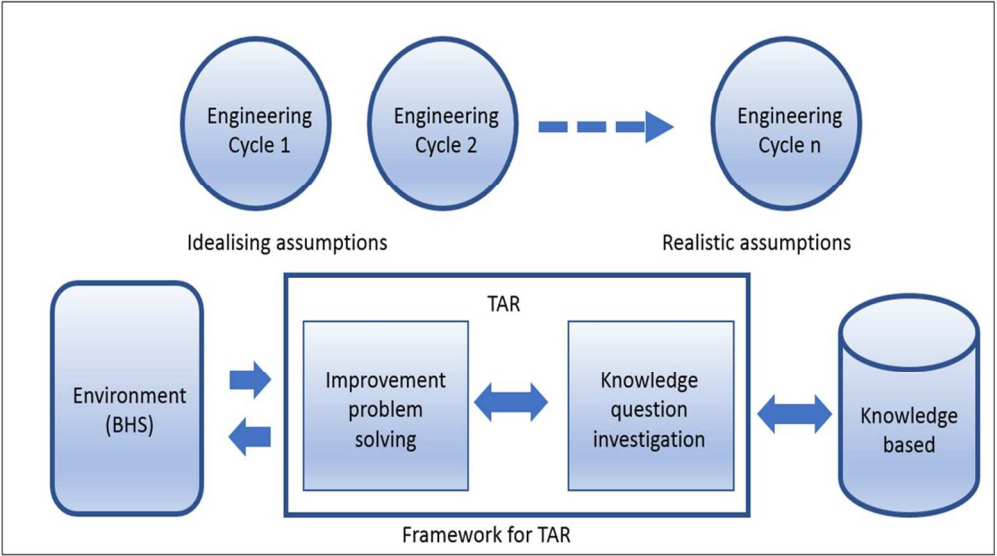 Engineering
Cycle 1
Engineering
Cycle 2
Engineering
Cycle n
Idealising assumptions
Realistic assumptions
TAR
Environment
(BHS)
Improvement
problem
solving
Knowledge
question
investigation
Knowledge
based
Framework for TAR